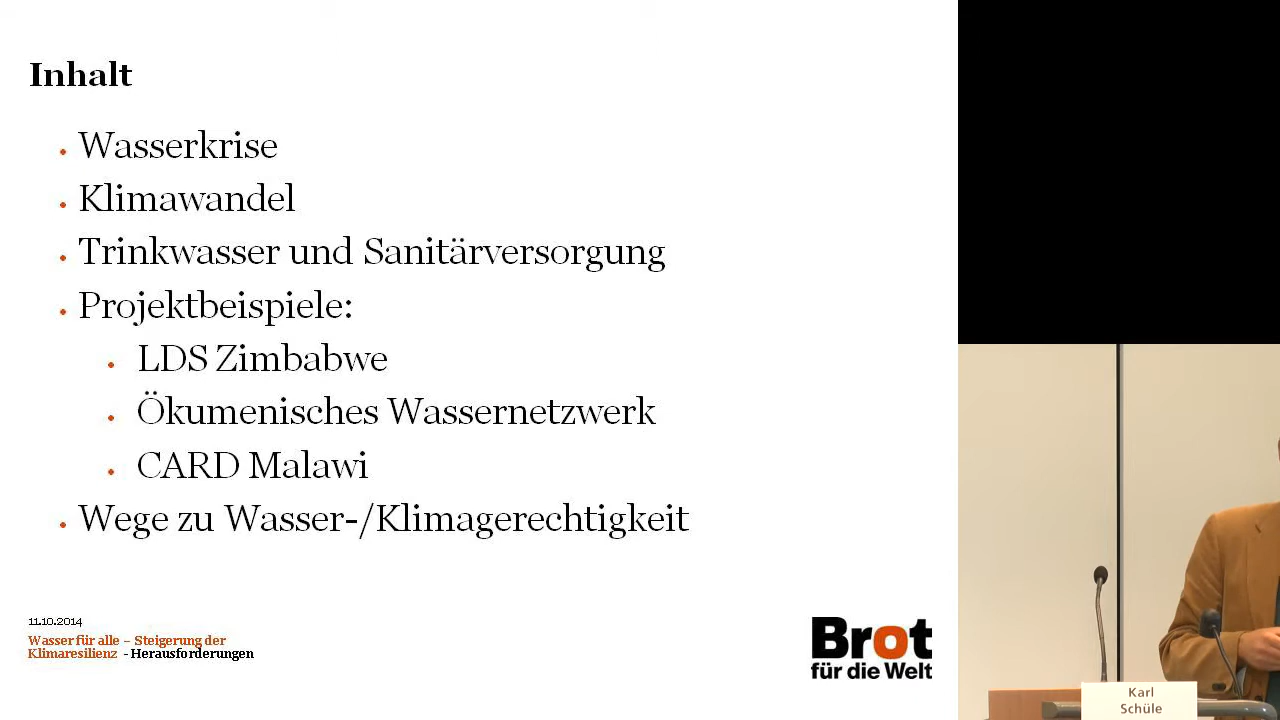 Inhalt
Wasserkrise
Klimawandel
Trinkwasser und Sanitärversorgung
Projektbeispiele:
LDS Zimbabwe
Ökumenisches Wassernetzwerk
CARD Malawi
Wege zu Wasser-/Klimagerechtigkeit
11.10.2014
Wasser für alle – Steigerung der
Klimaresilienz - Herausforderungen
Brot
für die Welt
Karl
Schüle